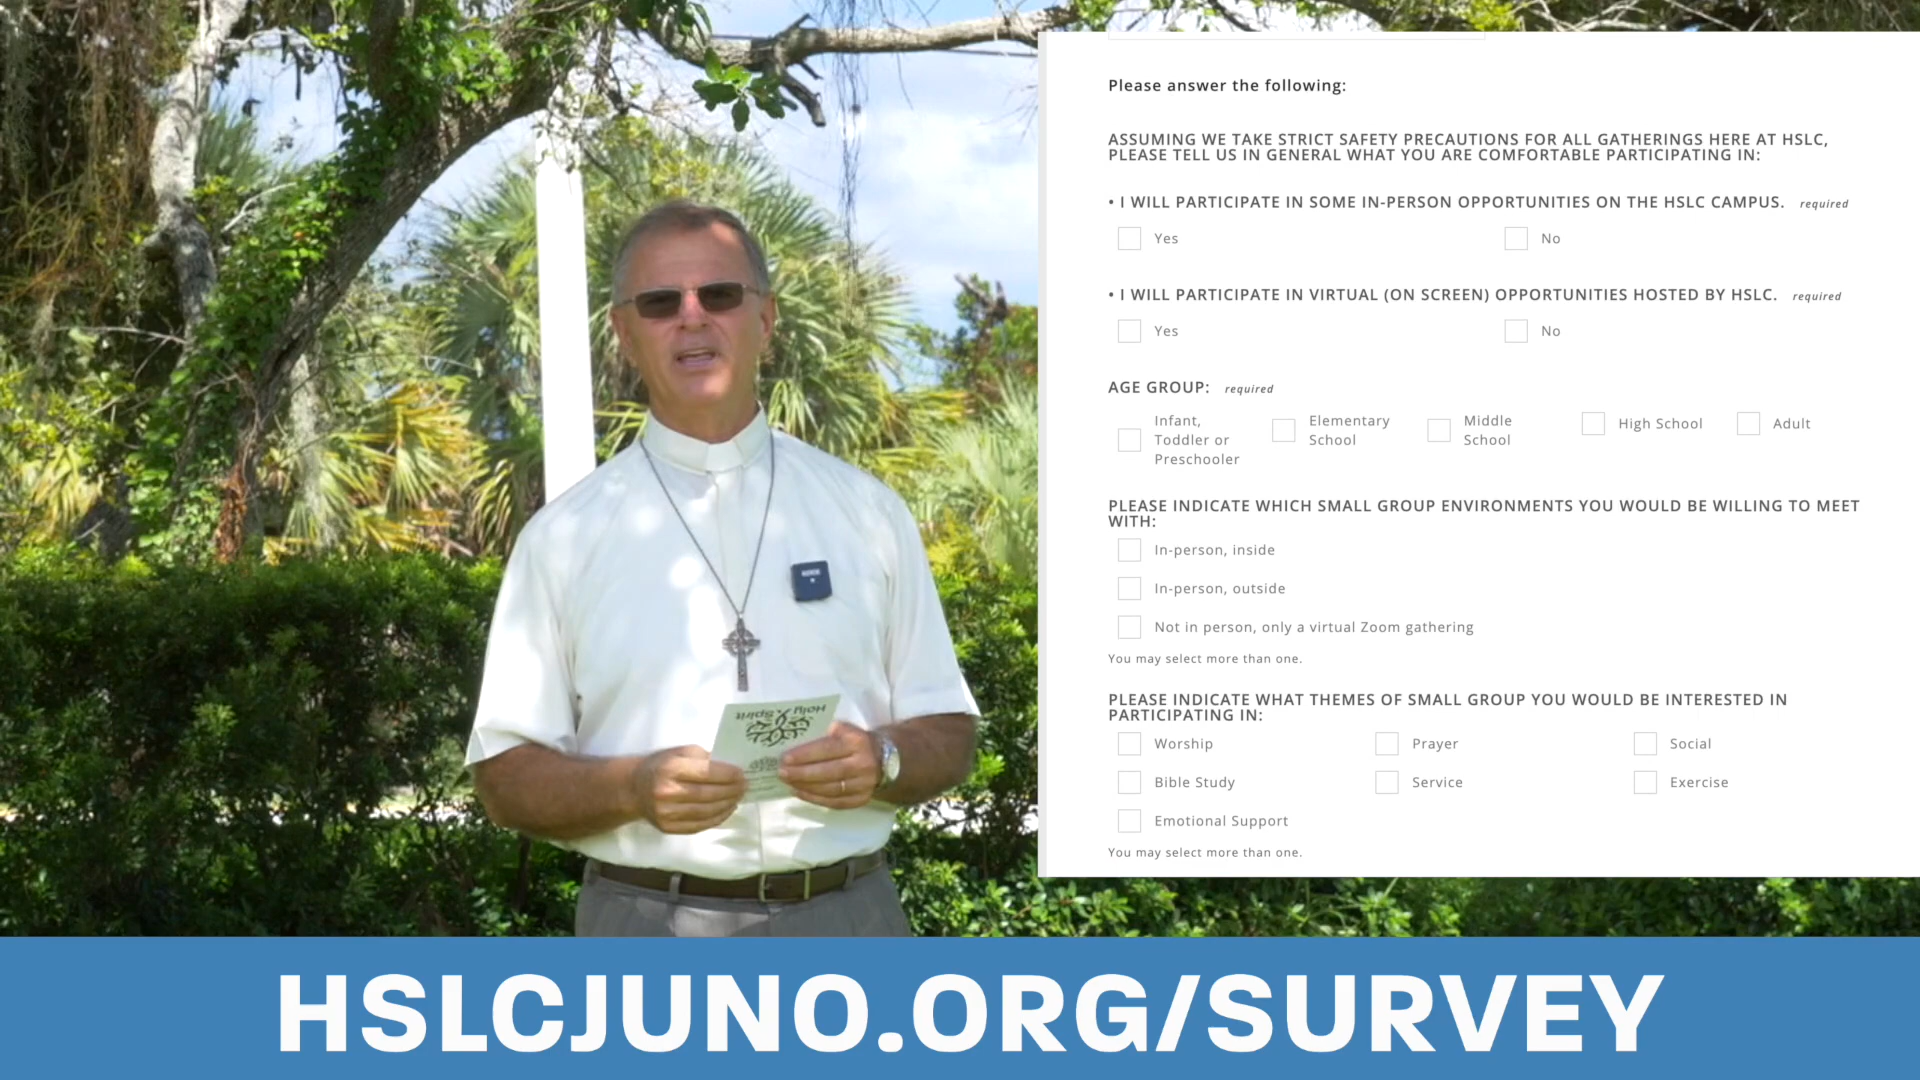 Please answer the following:
ASSUMING WE TAKE STRICT SAFETY PRECAUTIONS FOR ALL GATHERINGS HERE AT HSLC,
PLEASE TELL US IN GENERAL WHAT YOU ARE COMFORTABLE PARTICIPATING IN:
• I WILL PARTICIPATE IN SOME IN-PERSON OPPORTUNITIES ON THE HSLC CAMPUS. required
Yes No
• I WILL PARTICIPATE IN VIRTUAL (ON SCREEN) OPPORTUNITIES HOSTED BY HSLC. required
Yes No
AGE GROUP: required
Infant,
Toddler or
Preschooler
Elementary
School
Middle
School
High School
Adult
PLEASE INDICATE WHICH SMALL GROUP ENVIRONMENTS YOU WOULD BE WILLING TO MEET
WITH:
In-person, inside
In-person, outside
Not in person, only a virtual Zoom gathering
You may select more than one.
PLEASE INDICATE WHAT THEMES OF SMALL GROUP YOU WOULD BE INTERESTED IN
PARTICIPATING IN:
Worship Prayer Social
Bible Study Service Exercise
Emotional Support
You may select more than one.
Holy Spirit
HSLCJUNO.ORG/SURVEY